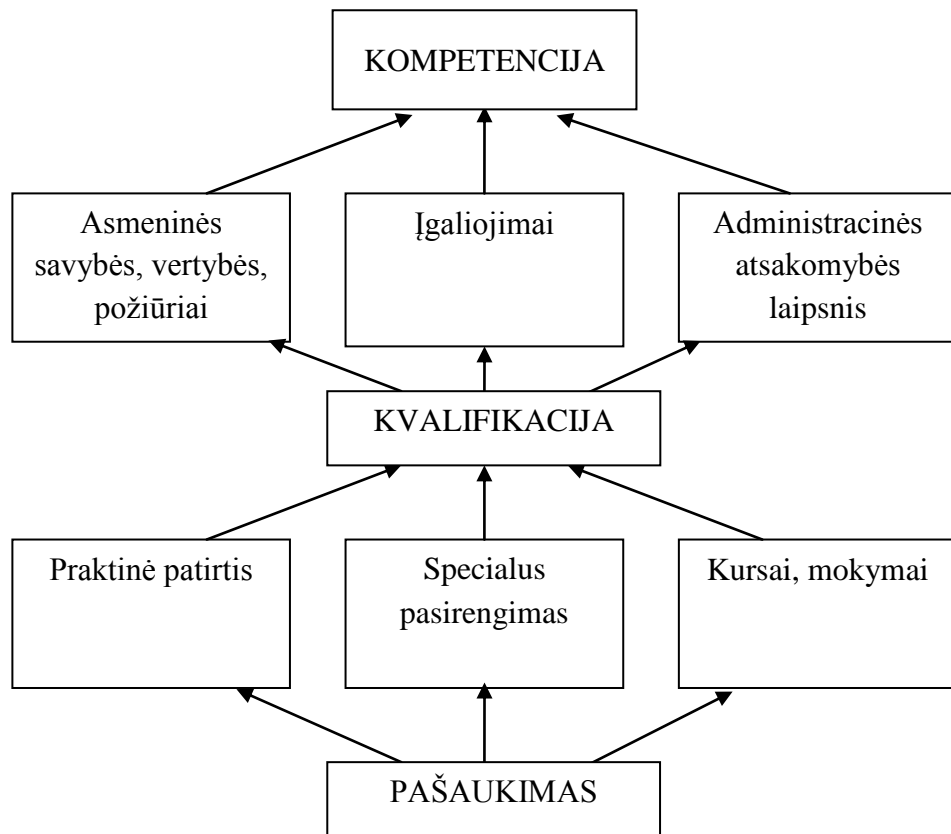 KOMPETENCIJA
Asmeninės
savybės, vertybės,
požiūriai
Įgaliojimai
Administracinės
atsakomybės
laipsnis
KVALIFIKACIJA
Praktinė patirtis
Specialus
pasirengimas
Kursai, mokymai
PAŠAUKIMAS